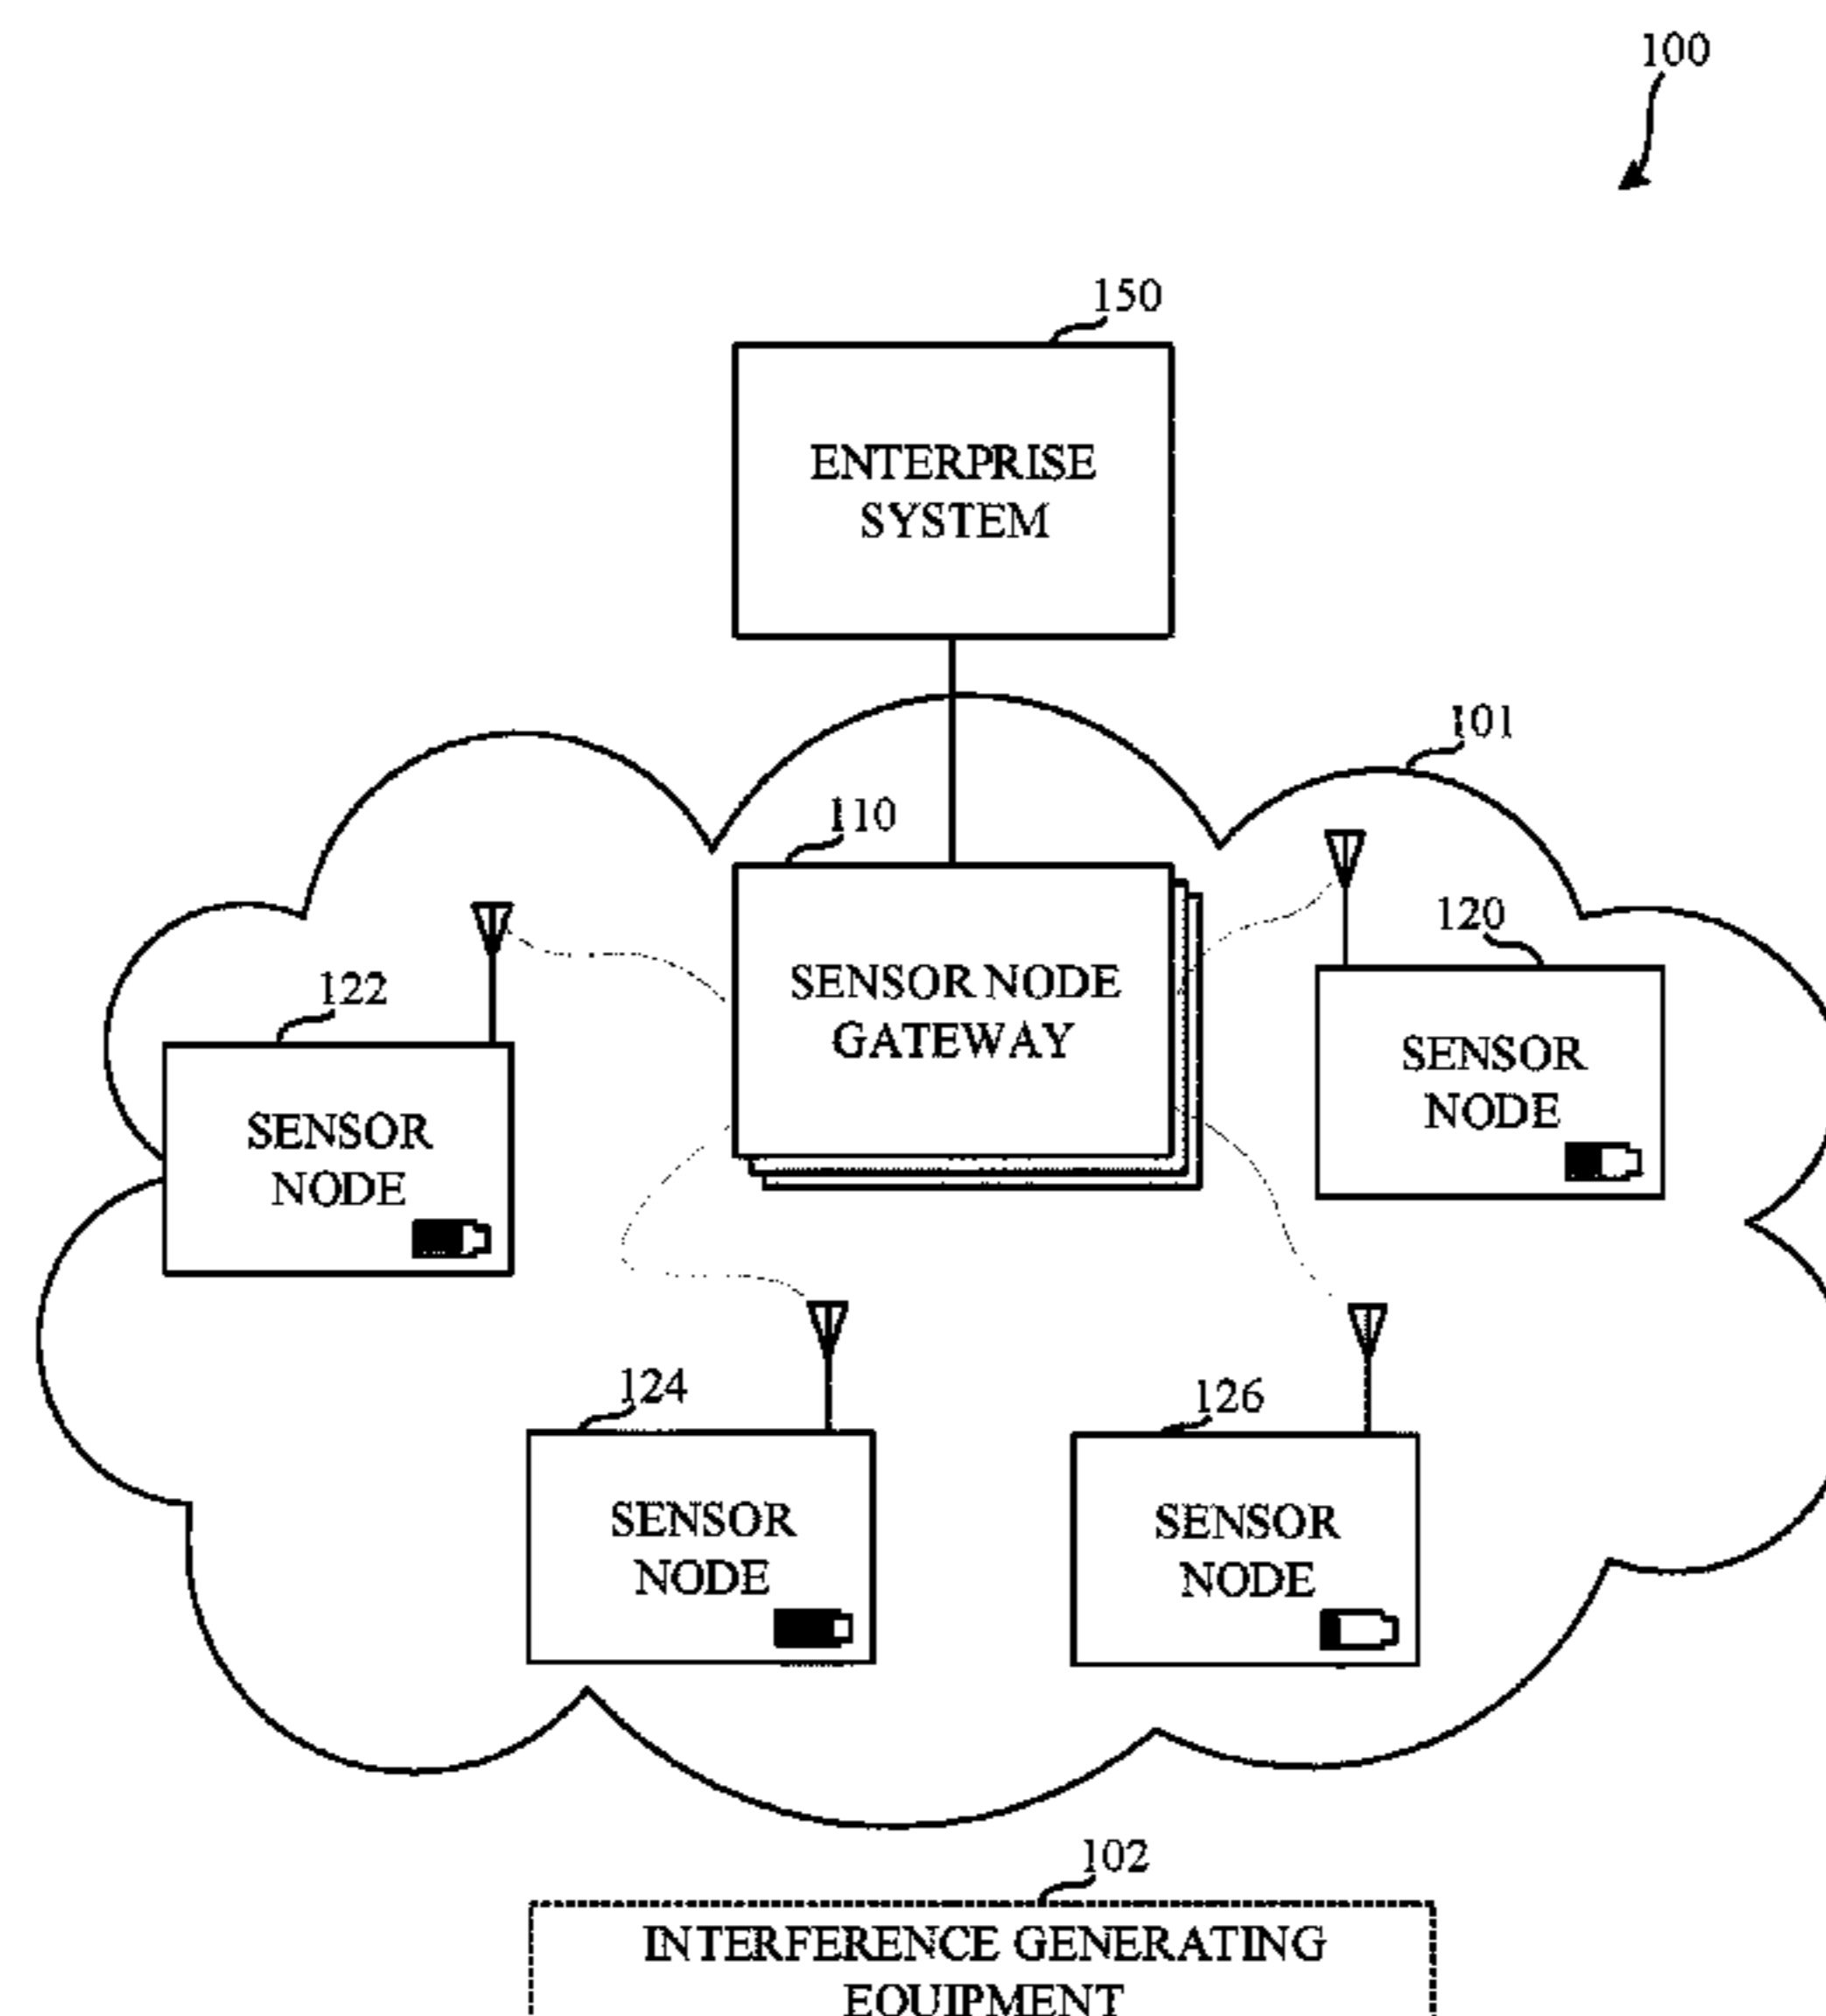 100
150
ENTERPRISE
SYSTEM
101
110
120
122
SENSOR NODE
GATEWAY
SENSOR
NODE
SENSOR
NODE
124
126
SENSOR
NODE
SENSOR
NODE
102
INTERFERENCE GENERATING
EQUIPMENT